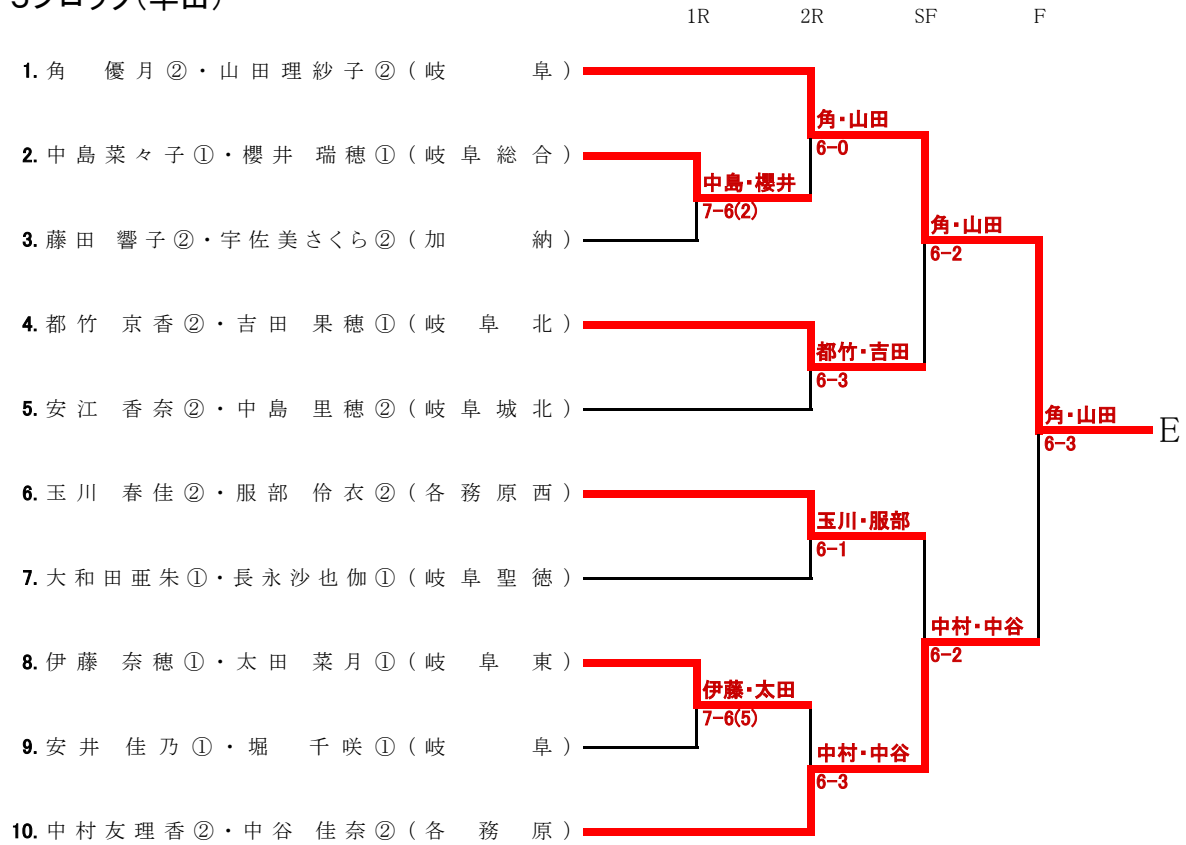 1R 2R SF F
1. 角 優月②・山田理紗子②(岐阜)
角・山田
6-0
2. 中島菜々子①・櫻井 瑞穂①(岐阜総合)
中島・櫻井
7-6(2)
3. 藤田 響子②・宇佐美さくら②(加納)
角・山田
6-2
4. 都竹 京香②・吉田 果穂①(岐阜北)
都竹・吉田
6-3
5. 安江 香奈②・中島 里穂②(岐阜城北)
角・山田
6-3
E
6. 玉川 春佳②・服部 伶衣②(各務原西)
玉川・服部
6-1
7. 大和田亜朱①・長永沙也伽①(岐阜聖徳)
中村・中谷
6-2
8. 伊藤 奈穂①・太田 菜月①(岐阜東)
伊藤・太田
7-6(5)
9. 安井 佳乃①・堀 千咲①(岐阜)
中村・中谷
6-3
10. 中村友理香②・中谷 佳奈②(各務原)